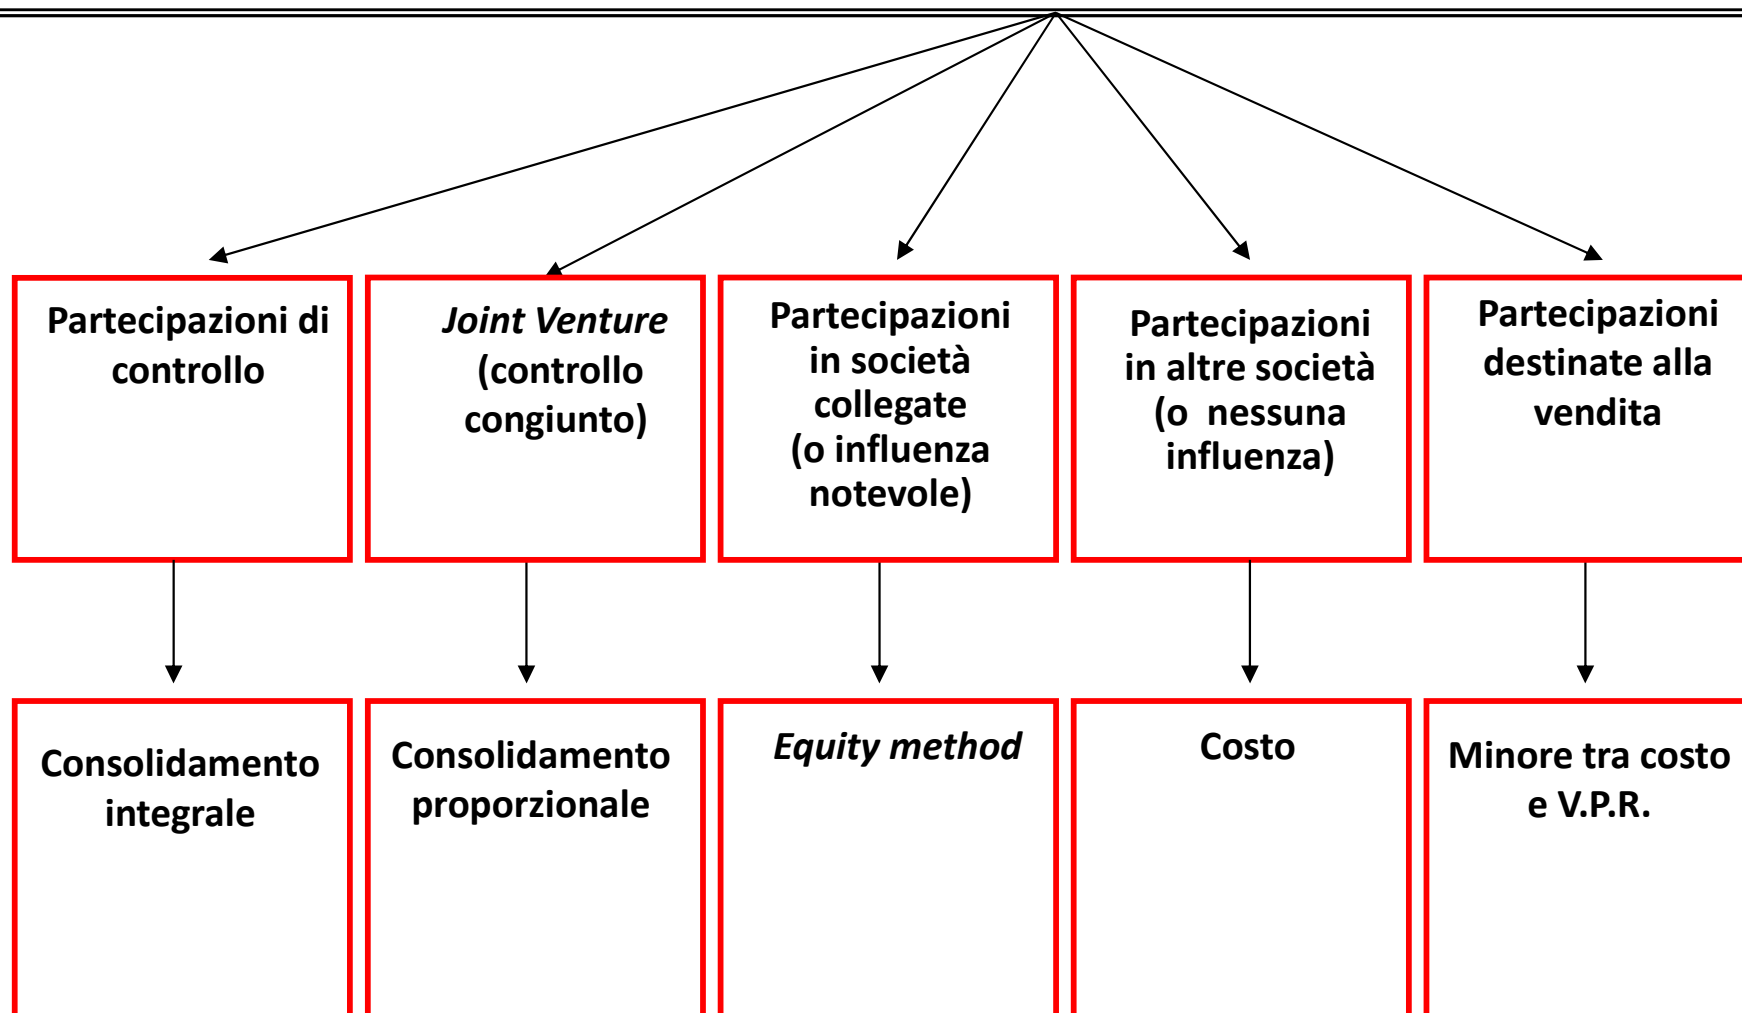 Partecipazioni di
controllo
Joint Venture
(controllo
congiunto)
Partecipazioni
in società
collegate
(o influenza
notevole)
Partecipazioni
in altre società
(o nessuna
influenza)
Partecipazioni
destinate alla
vendita
Consolidamento
integrale
Consolidamento
proporzionale
Equity method
Costo
Minore tra costo
e V.P.R.